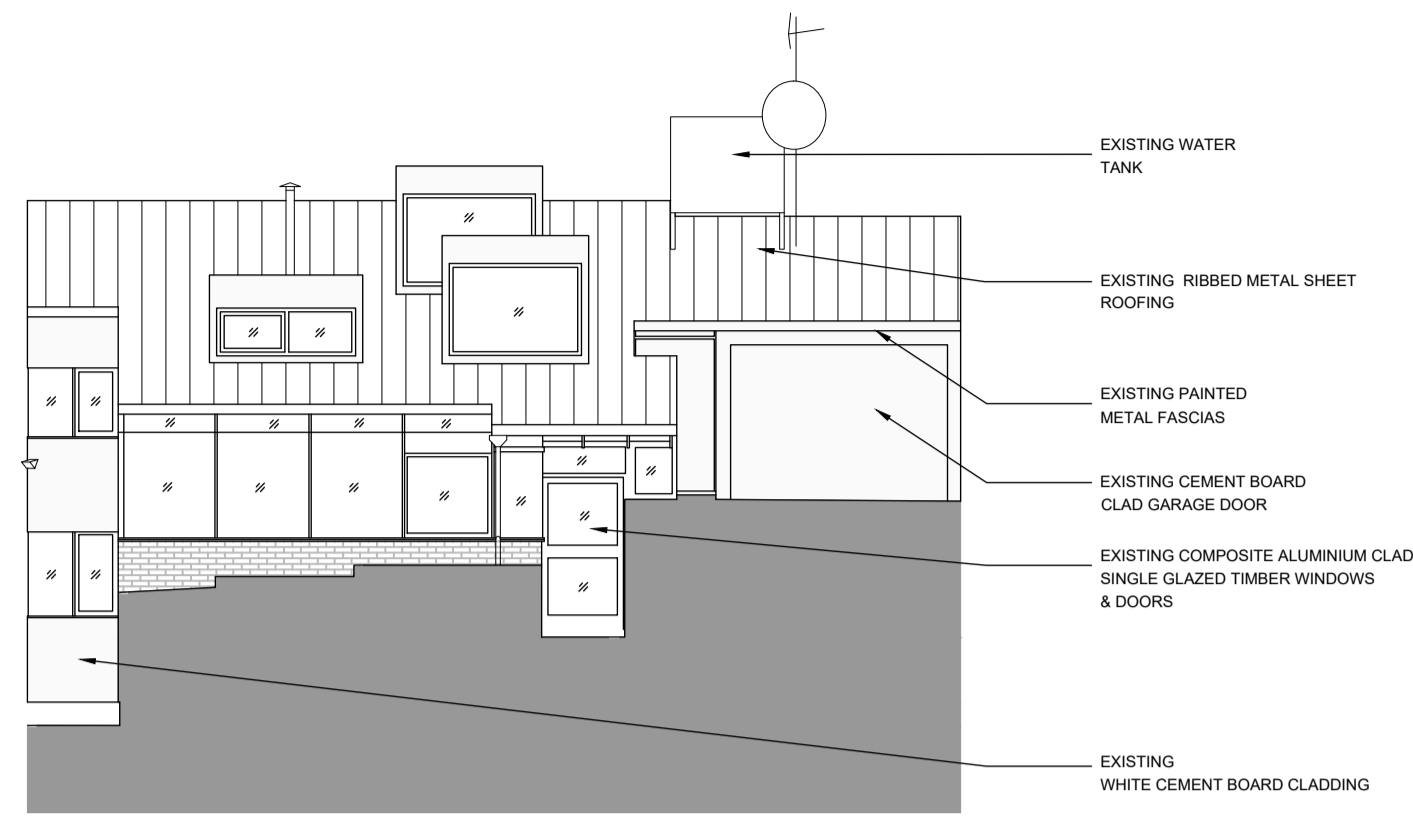 EXISTING WATER
TANK
EXISTING RIBBED METAL SHEET
ROOFING
EXISTING PAINTED
METAL FASCIAS
EXISTING CEMENT BOARD
CLAD GARAGE DOOR
EXISTING COMPOSITE ALUMINIUM CLAD
SINGLE GLAZED TIMBER WINDOWS
& DOORS
EXISTING
WHITE CEMENT BOARD CLADDING